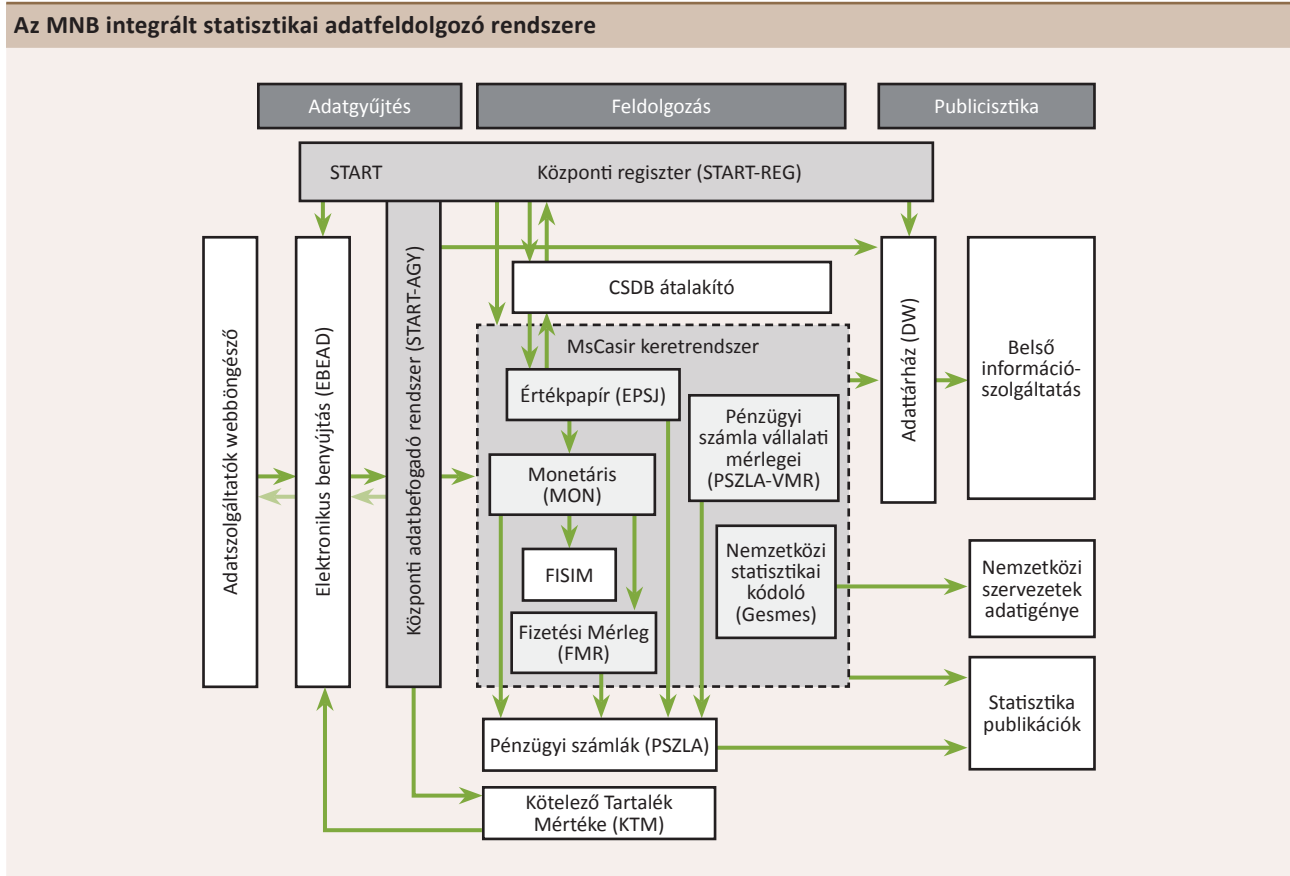 Az MNB integrált statisztikai adatfeldolgozó rendszere
Adatgyűjtés
Feldolgozás
Publicisztika
START
Központi regiszter (START-REG)
Adatszolgáltatók webböngésző
Elektronikus benyújtás (EBEAD)
Központi adatbefogadó rendszer (START-AGY)
CSDB átalakító
MsCasir keretrendszer
Értékpapír (EPSJ)
Monetáris
(MON)
FISIM
Fizetési Mérleg
(FMR)
Pénzügyi
számla vállalati
mérlegei
(PSZLA-VMR)
Nemzetközi
statisztikai
kódoló
(Gesmes)
Pénzügyi számlák (PSZLA)
Kötelező Tartalék
Mértéke (KTM)
Adattárház (DW)
Belső
információ-
szolgáltatás
Nemzetközi
szervezetek
adatigénye
Statisztika
publikációk